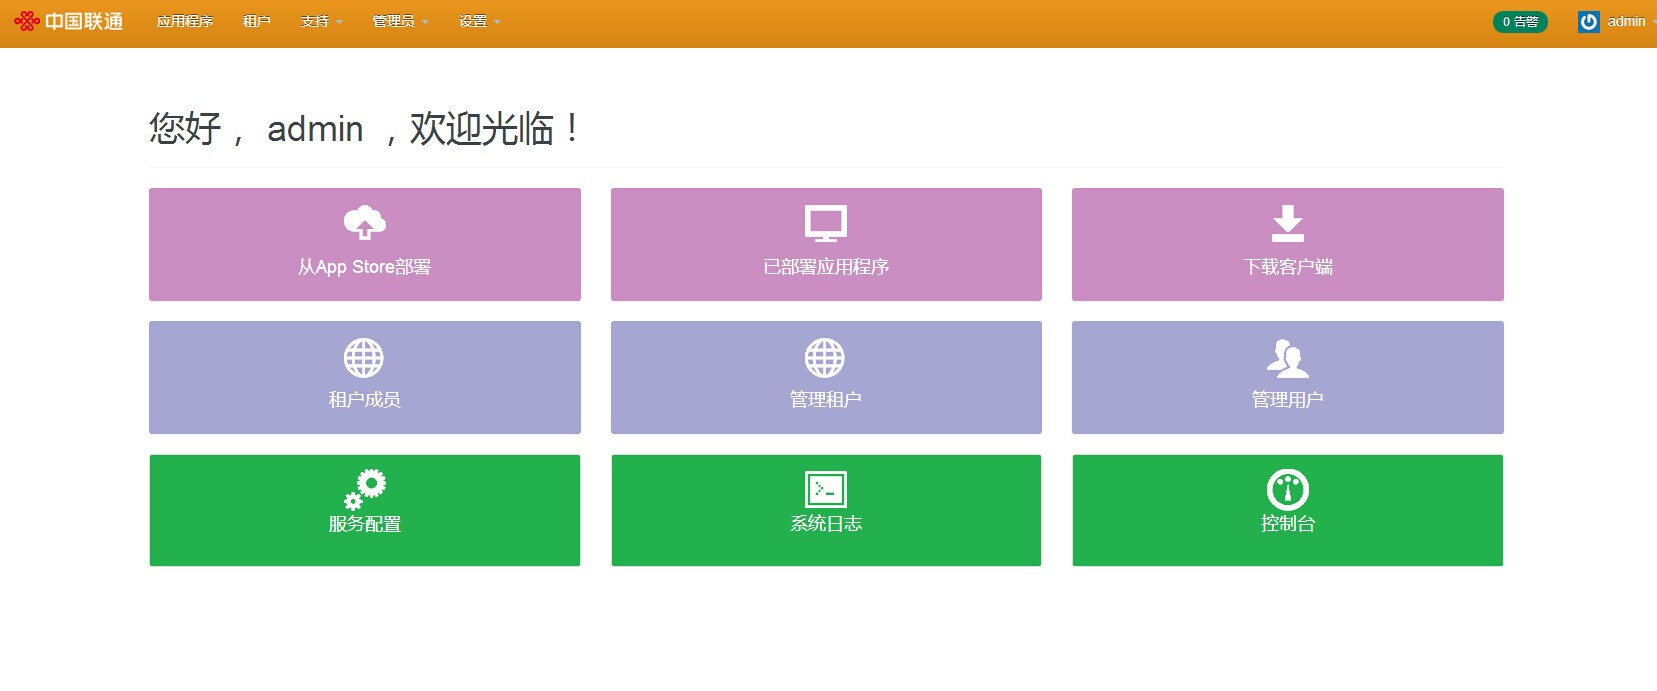 中国联通 应用程序 租户 支持 管理员 设置 0 告警 admin
您好， admin ，欢迎光临！
从App Store部署 已部署应用程序 下载客户端
租户成员 管理租户 管理用户
服务配置 系统日志 控制台